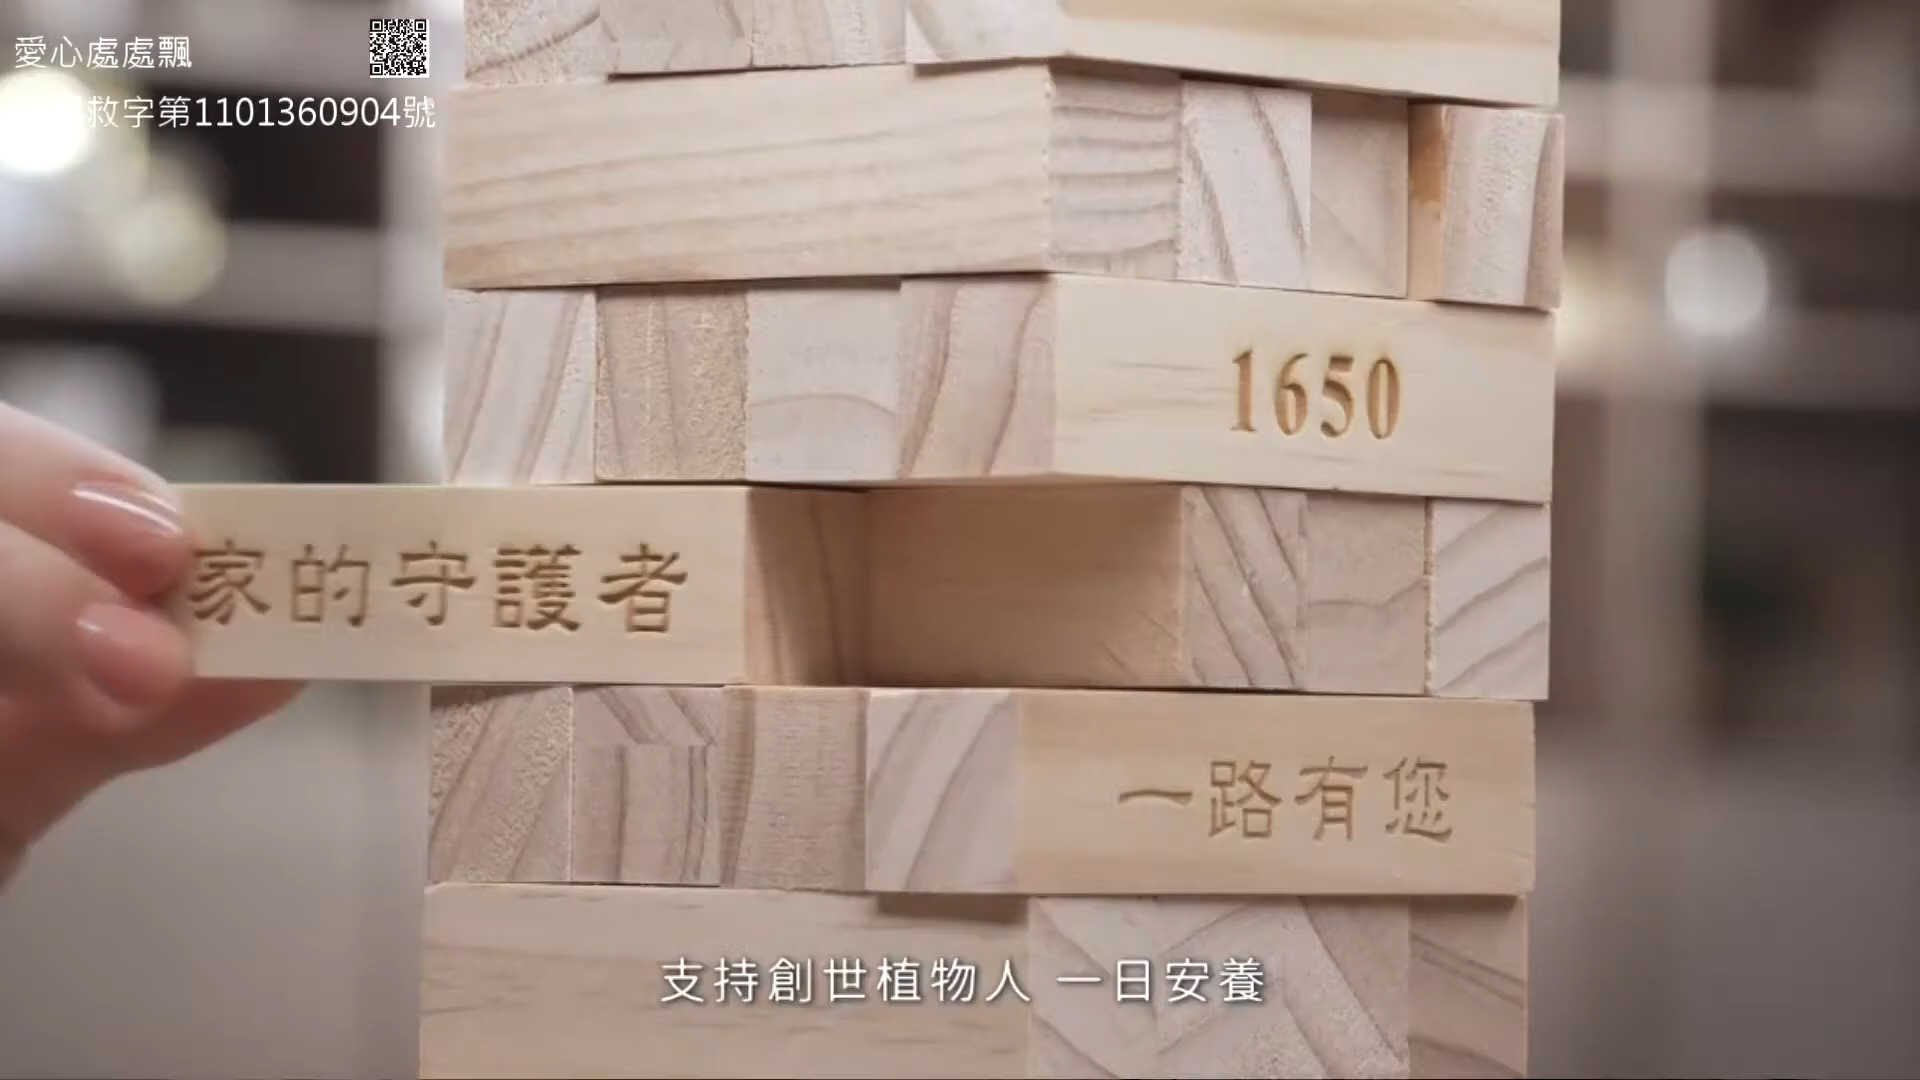 愛心處處飄
救字第1101360904號
1650
家的守護者
一路有您
支持創世植物人 一日安養